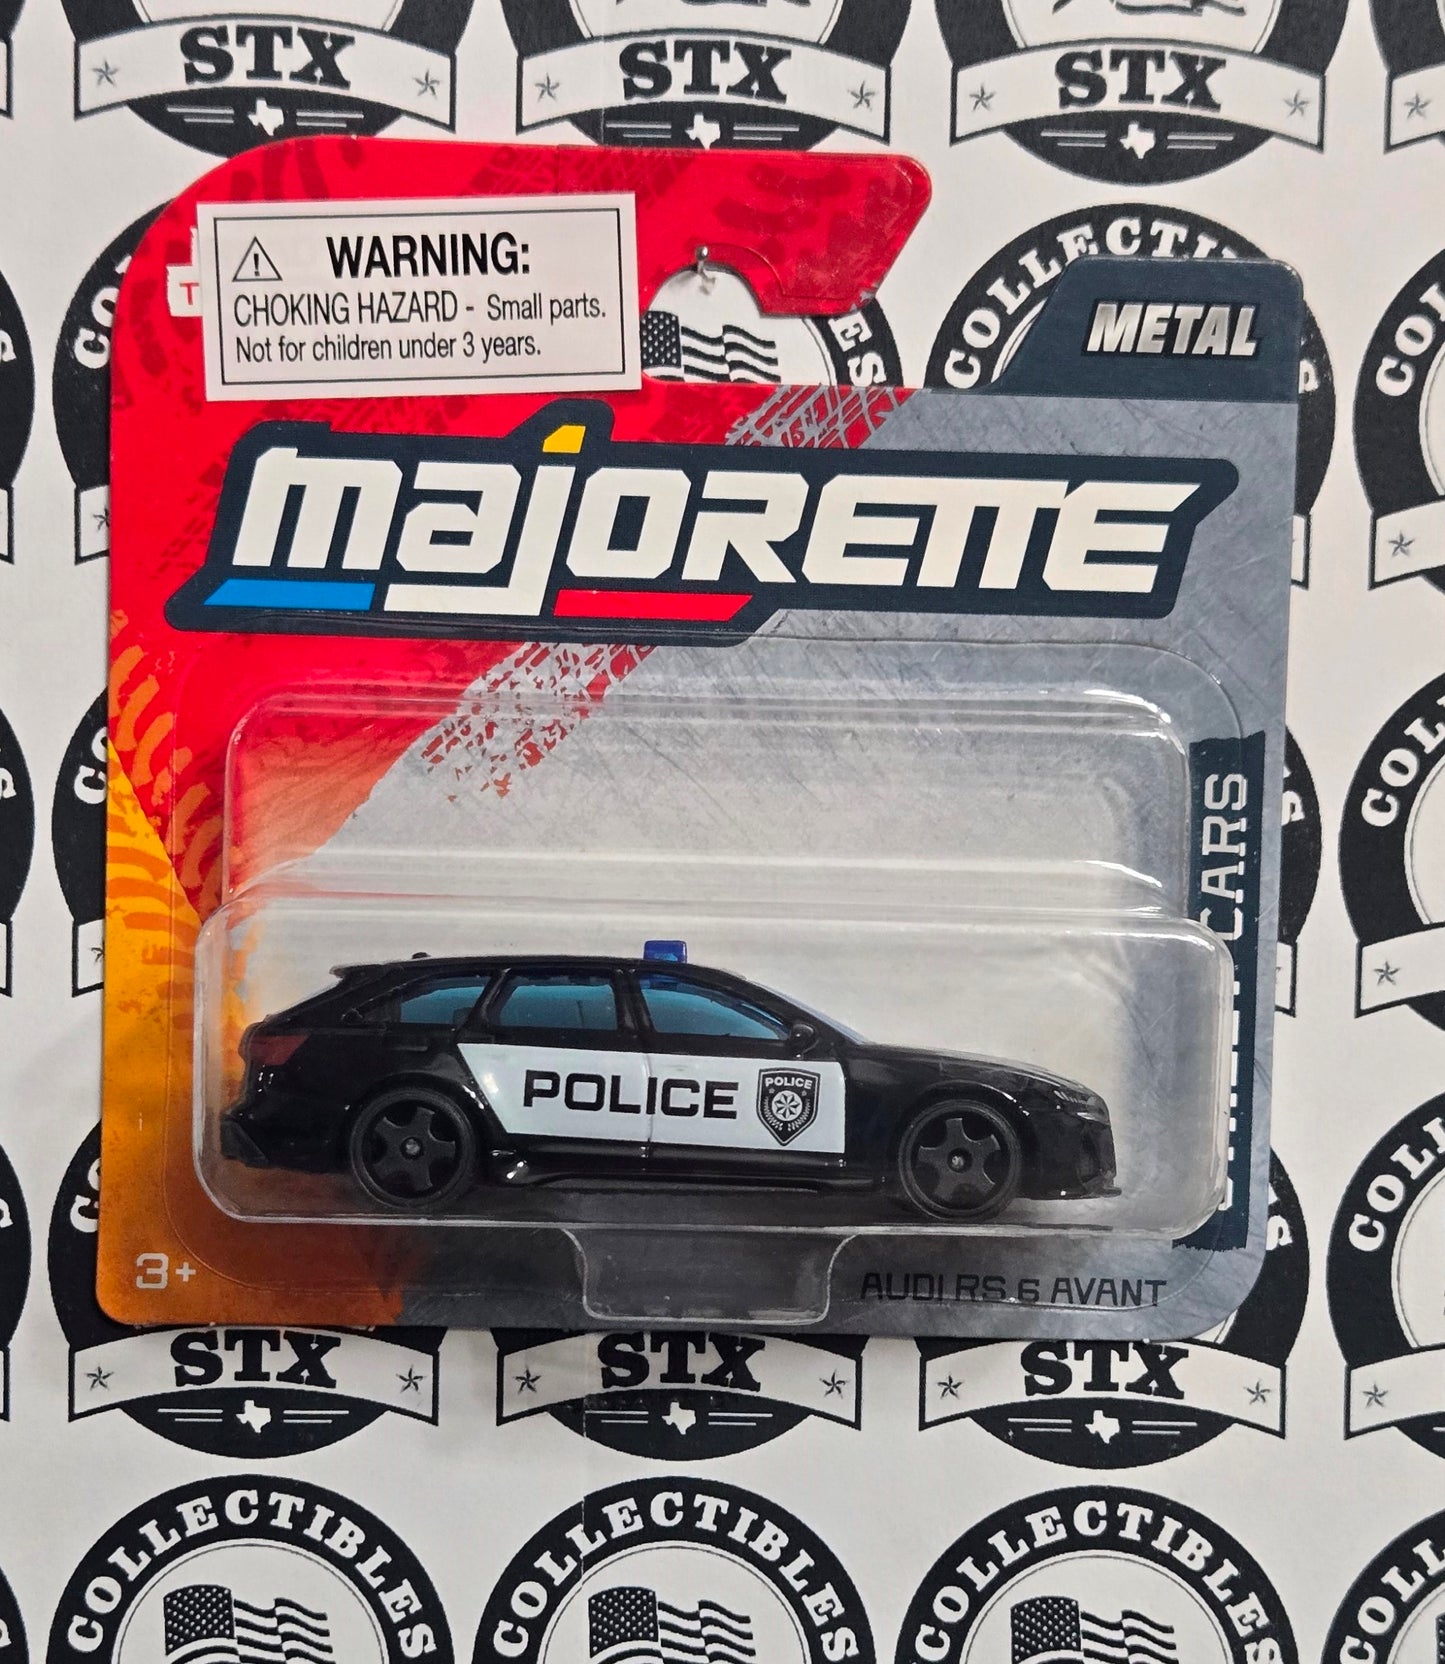 STX
STX
STX
COLLECTIBLES
WARNING:
CHOKING HAZARD - Small parts.
Not for children under 3 years.
METAL
majorette
CARS
POLICE
POLICE
3+
AUDI RS 6 AVANT
STX
STX
STX
COLLECTIBLES
COLLECTIBLES
COLLECTIBLES